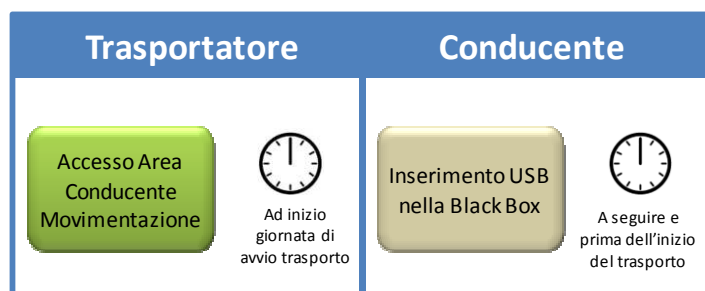 Trasportatore
Conducente
Accesso Area
Conducente
Movimentazione
Ad inizio
giornata di
avvio trasporto
Inserimento USB
nella Black Box
A seguire e
prima dell'inizio
del trasporto